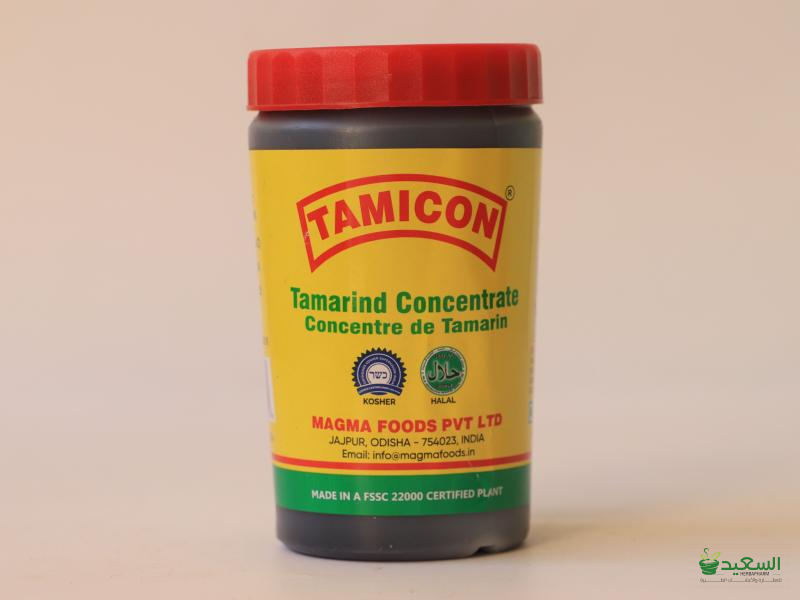 TAMICON®
Tamarind Concentrate
Concentre de Tamarin
כשר
حلال
KOSHER
HALAL
MAGMA FOODS PVT LTD
JAJPUR, ODISHA - 754023, INDIA
Email: info@magmafoods.in
MADE IN A FSSC 22000 CERTIFIED PLANT
السعيد
HERBAPHARM